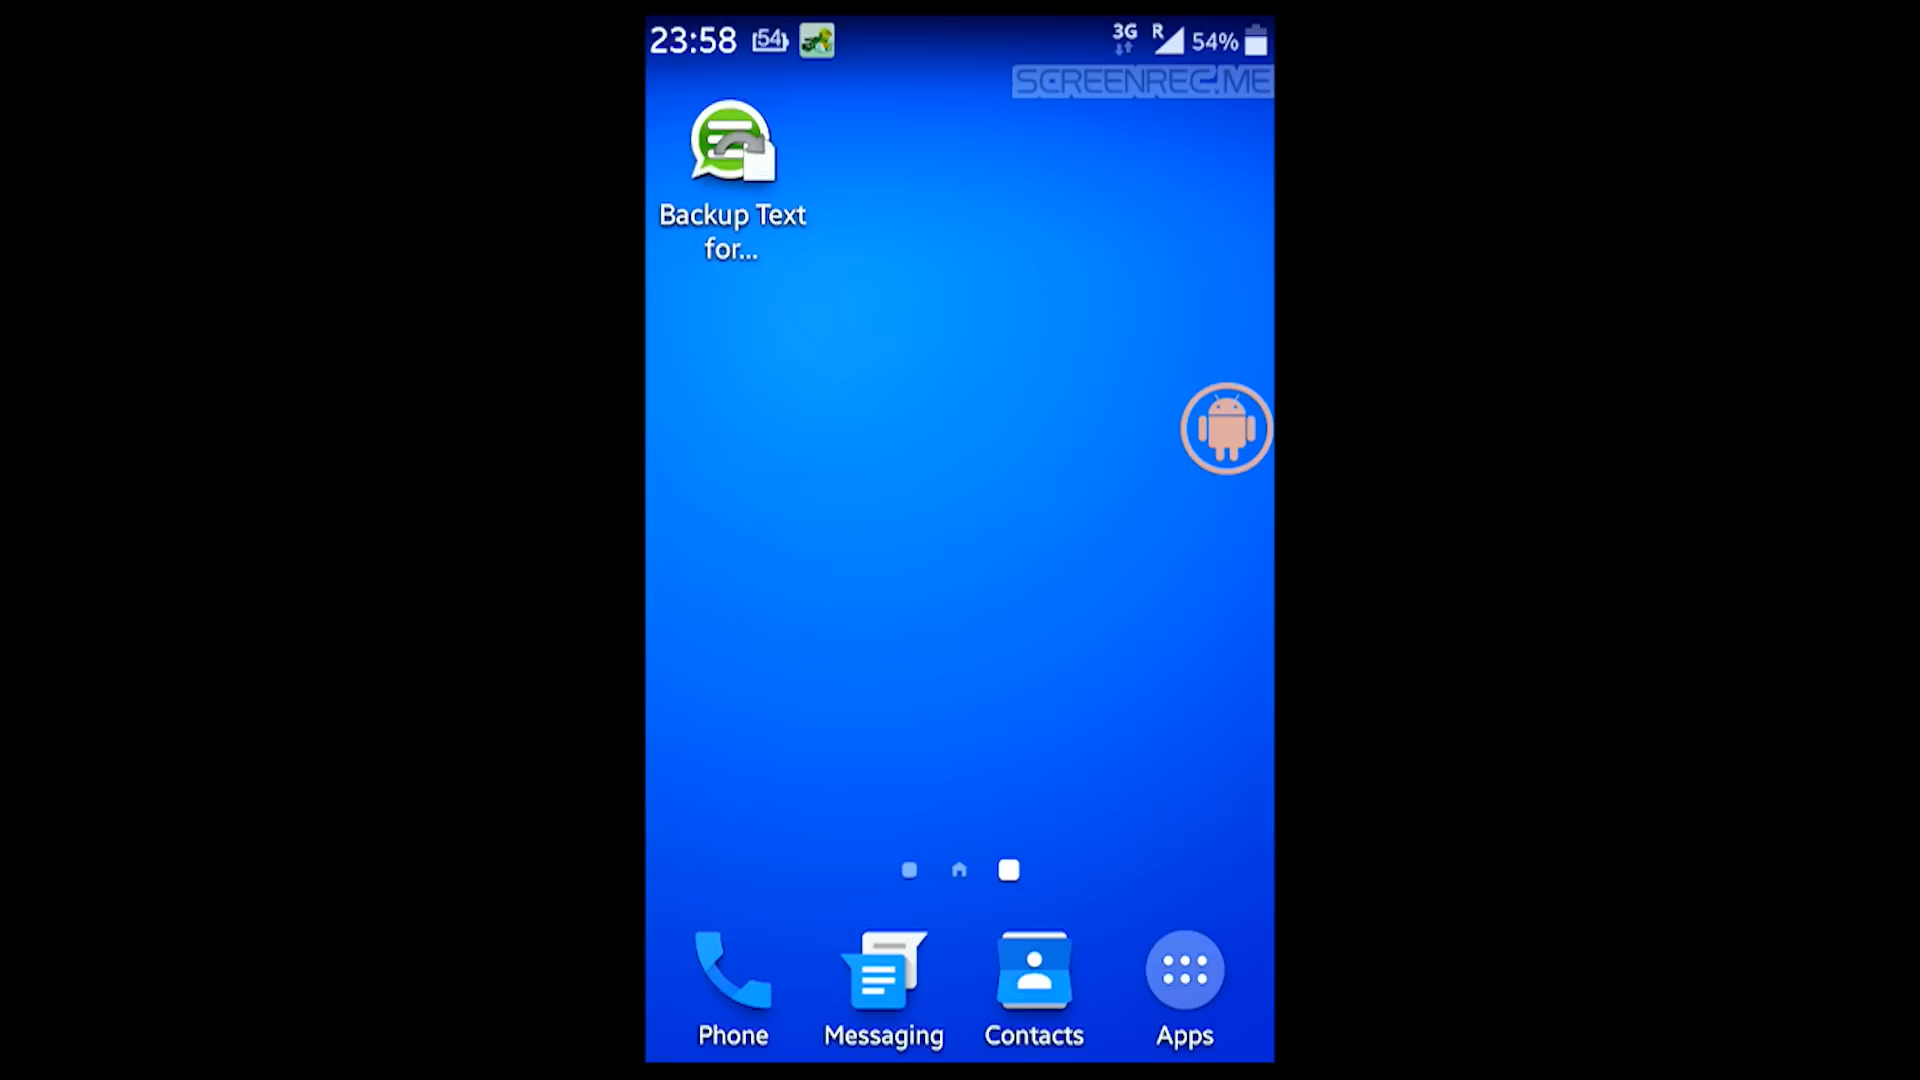 23:58 54 3G R 54%
SCREENREC.ME
Backup Text
for...
Phone Messaging Contacts Apps